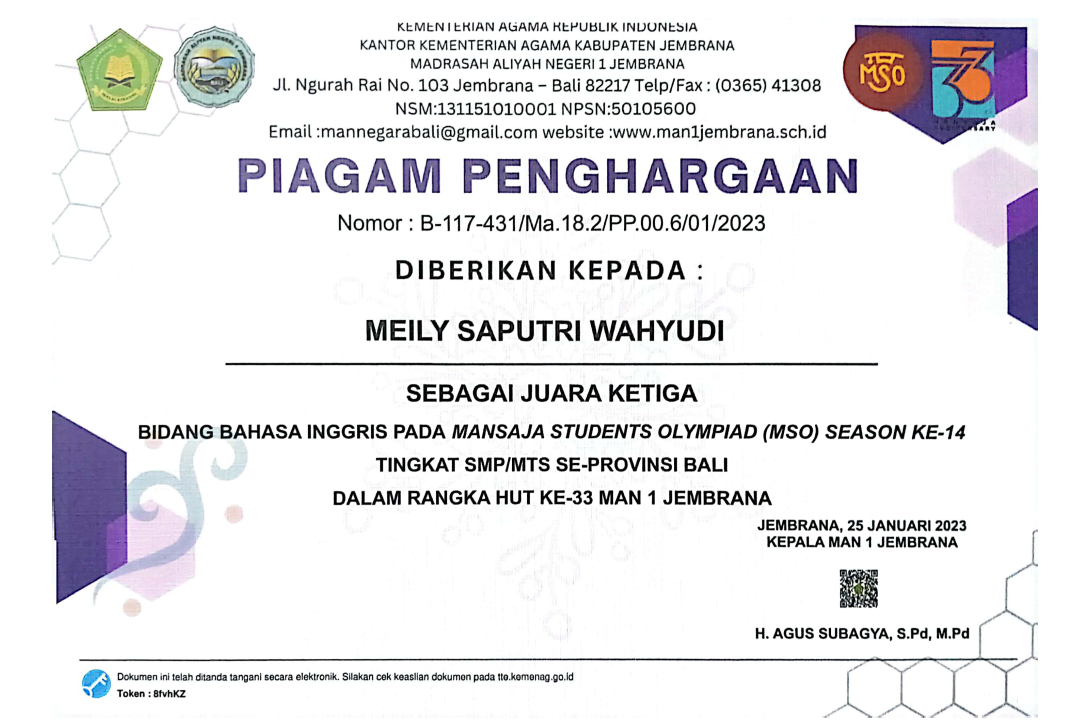 KEMENTERIAN AGAMA REPUBLIK INDONESIA
KANTOR KEMENTERIAN AGAMA KABUPATEN JEMBRANA
MADRASAH ALIYAH NEGERI 1 JEMBRANA
Jl. Ngurah Rai No. 103 Jembrana – Bali 82217 Telp/Fax : (0365) 41308
NSM:131151010001 NPSN:50105600
Email :mannegarabali@gmail.com website :www.man1jembrana.sch.id
MSO
33
PIAGAM PENGHARGAAN
Nomor : B-117-431/Ma.18.2/PP.00.6/01/2023
DIBERIKAN KEPADA :
MEILY SAPUTRI WAHYUDI
SEBAGAI JUARA KETIGA
BIDANG BAHASA INGGRIS PADA MANSAJA STUDENTS OLYMPIAD (MSO) SEASON KE-14
TINGKAT SMP/MTS SE-PROVINSI BALI
DALAM RANGKA HUT KE-33 MAN 1 JEMBRANA
JEMBRANA, 25 JANUARI 2023
KEPALA MAN 1 JEMBRANA
H. AGUS SUBAGYA, S.Pd, M.Pd
Dokumen ini telah ditanda tangani secara elektronik. Silakan cek keaslian dokumen pada tte.kemenag.go.id
Token : 8fvhKZ